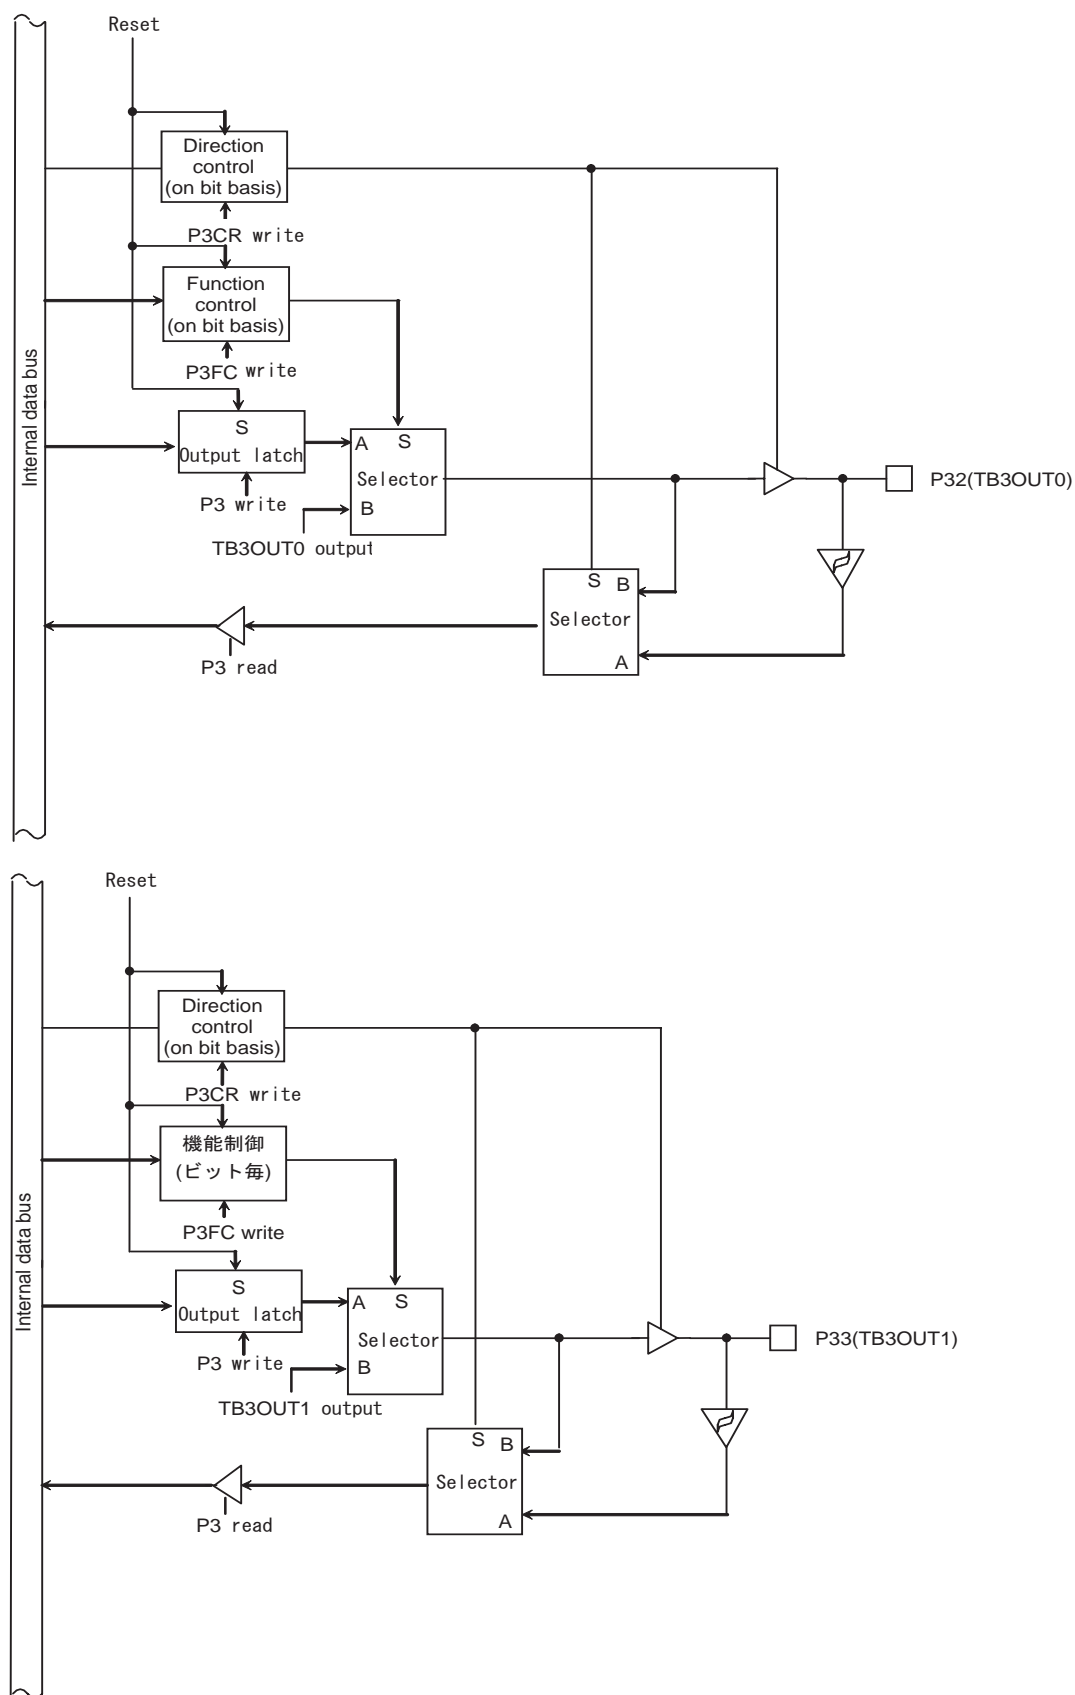 Reset
Direction
control
(on bit basis)
P3CR write
Function
control
(on bit basis)
P3FC write
Internal data bus
S
Output latch
P3 write
A S
Selector
B
TB3OUT0 output
P32(TB3OUT0)
S B
Selector
A
P3 read
Reset
Direction
control
(on bit basis)
P3CR write
機能制御
(ビット毎)
P3FC write
Internal data bus
S
Output latch
P3 write
A S
Selector
B
TB3OUT1 output
P33(TB3OUT1)
S B
Selector
A
P3 read